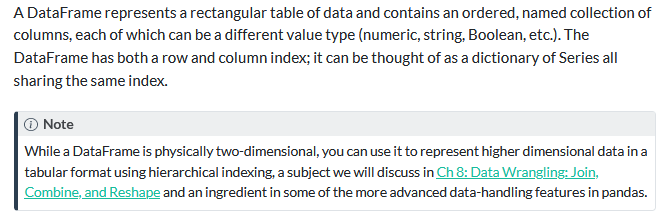 A DataFrame represents a rectangular table of data and contains an ordered, named collection of
columns, each of which can be a different value type (numeric, string, Boolean, etc.). The
DataFrame has both a row and column index; it can be thought of as a dictionary of Series all
sharing the same index.
Note
While a DataFrame is physically two-dimensional, you can use it to represent higher dimensional data in a
tabular format using hierarchical indexing, a subject we will discuss in Ch 8: Data Wrangling: Join,
Combine, and Reshape and an ingredient in some of the more advanced data-handling features in pandas.